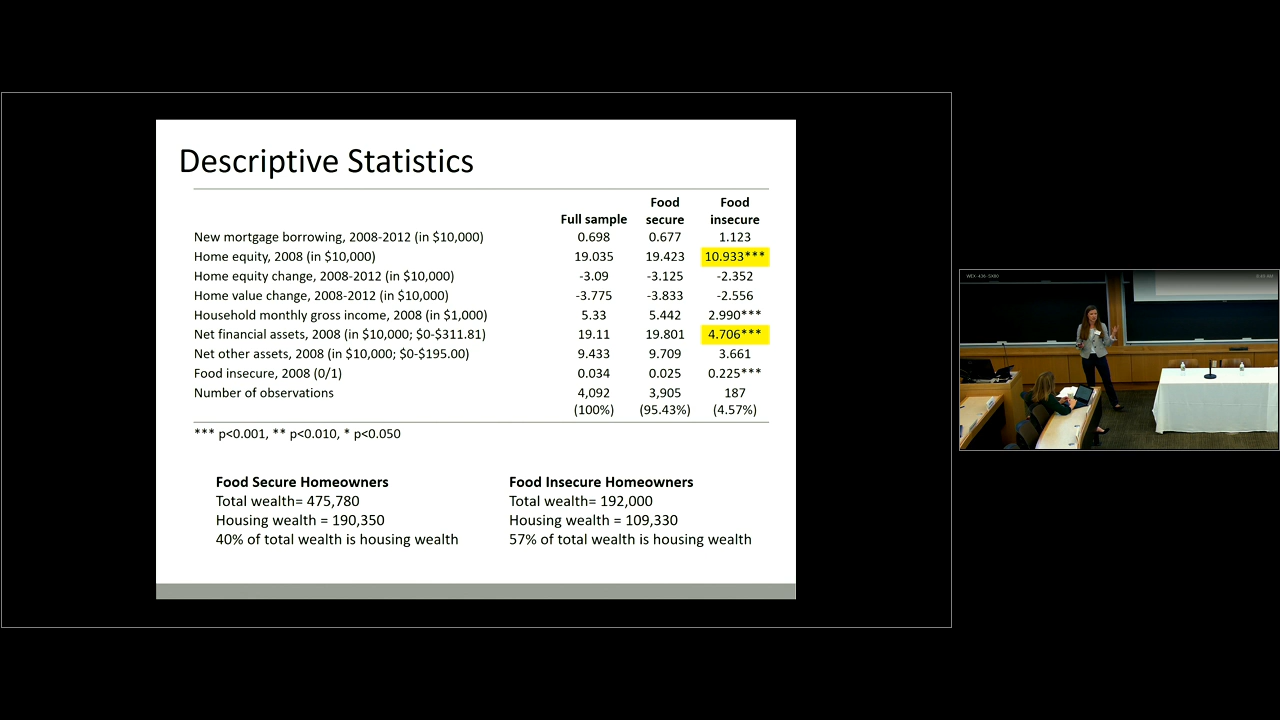 Descriptive Statistics
Full sample Food secure Food insecure
New mortgage borrowing, 2008-2012 (in $10,000) 0.698 0.677 1.123
Home equity, 2008 (in $10,000) 19.035 19.423 10.933***
Home equity change, 2008-2012 (in $10,000) -3.09 -3.125 -2.352
Home value change, 2008-2012 (in $10,000) -3.775 -3.833 -2.556
Household monthly gross income, 2008 (in $1,000) 5.33 5.442 2.990***
Net financial assets, 2008 (in $10,000; $0-$311.81) 19.11 19.801 4.706***
Net other assets, 2008 (in $10,000; $0-$195.00) 9.433 9.709 3.661
Food insecure, 2008 (0/1) 0.034 0.025 0.225***
Number of observations 4,092 3,905 187
(100%) (95.43%) (4.57%)
*** p<0.001, ** p<0.010, * p<0.050
Food Secure Homeowners
Total wealth= 475,780
Housing wealth = 190,350
40% of total wealth is housing wealth
Food Insecure Homeowners
Total wealth= 192,000
Housing wealth = 109,330
57% of total wealth is housing wealth